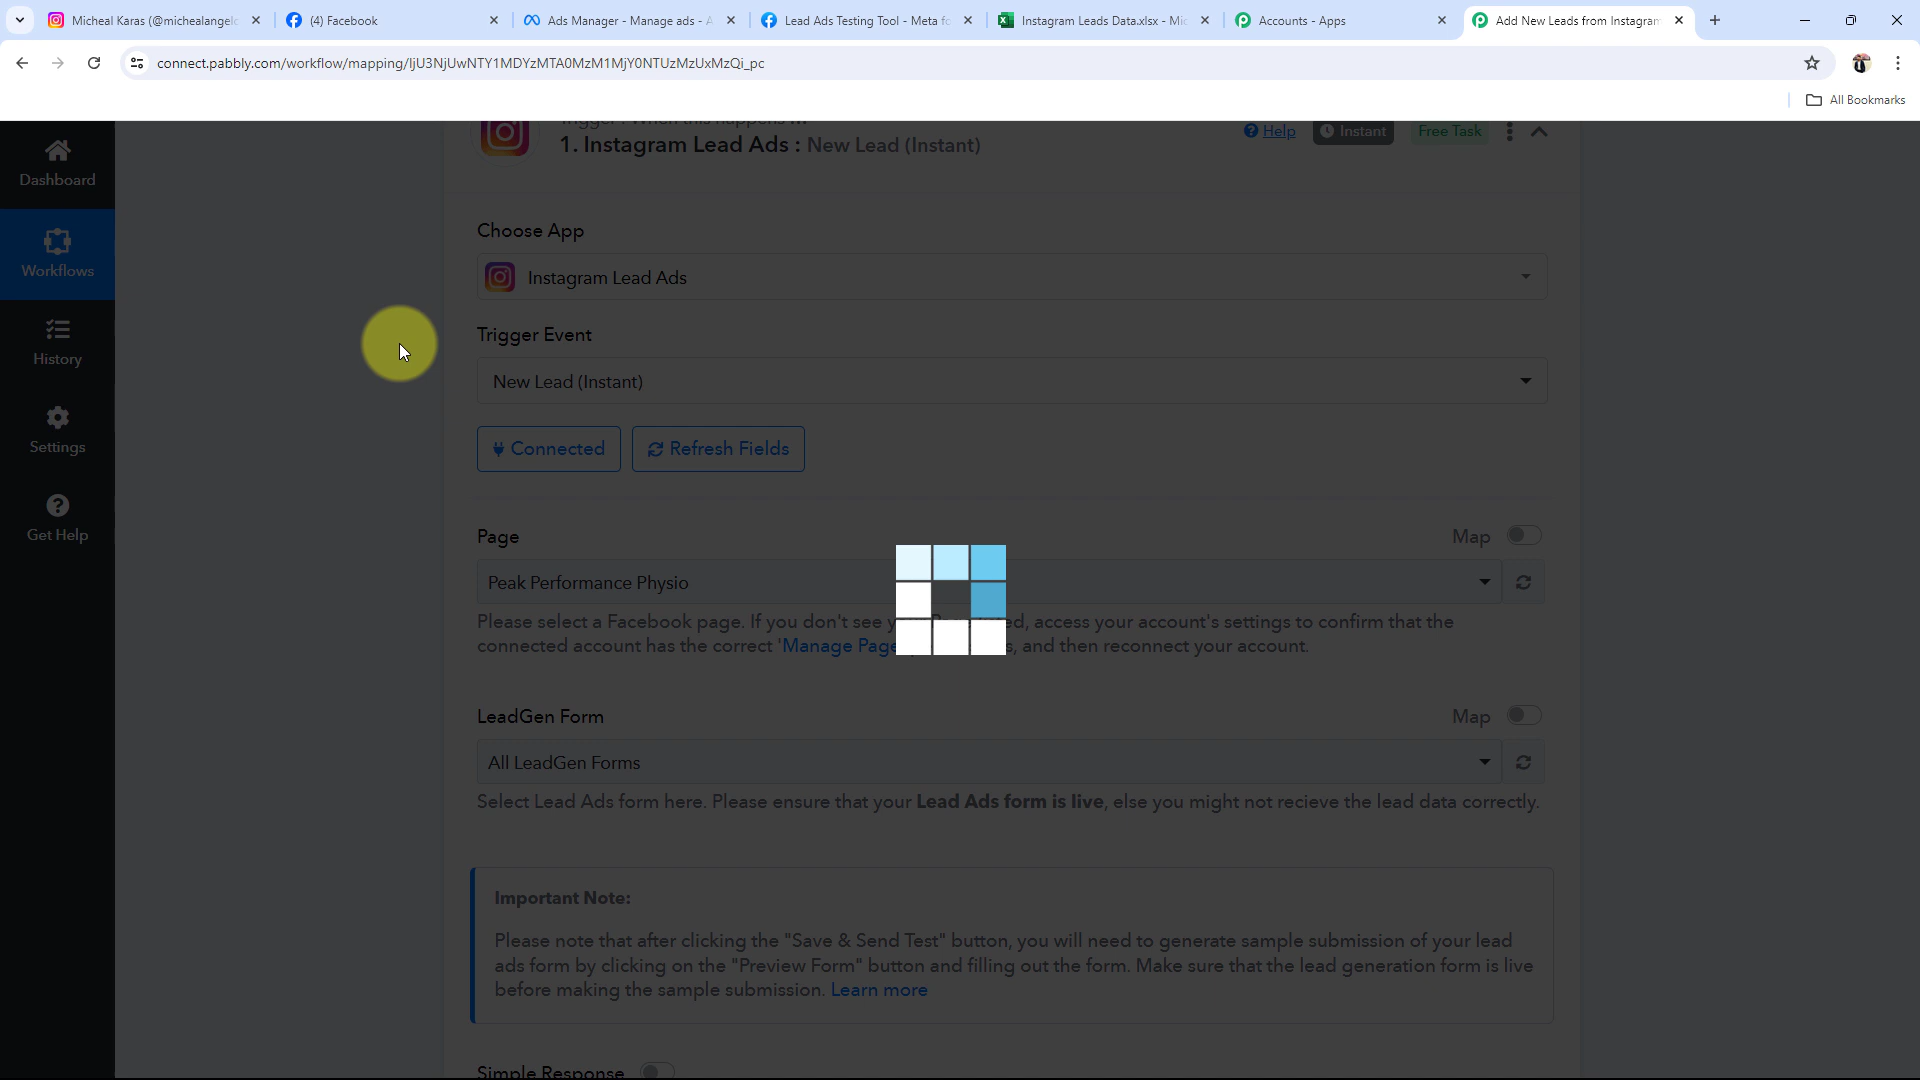 Micheal Karas (@michealangelo
(4) Facebook
Ads Manager - Manage ads - A
Lead Ads Testing Tool - Meta fo
Instagram Leads Data.xlsx - Mic
Accounts - Apps
Add New Leads from Instagram
connect.pabbly.com/workflow/mapping/IjU3NjUwNTY1MDYzMTA0MzM1MjY0NTUzMzUxMzQi_pc
All Bookmarks
Dashboard
Workflows
History
Settings
Get Help
Trigger : When this happens ...
1. Instagram Lead Ads : New Lead (Instant)
Help
Instant
Free Task
Choose App
Instagram Lead Ads
Trigger Event
New Lead (Instant)
Connected
Refresh Fields
Page
Map
Peak Performance Physio
Please select a Facebook page. If you don't see y ed, access your account's settings to confirm that the
connected account has the correct 'Manage Page s, and then reconnect your account.
LeadGen Form
Map
All LeadGen Forms
Select Lead Ads form here. Please ensure that your Lead Ads form is live, else you might not recieve the lead data correctly.
Important Note:
Please note that after clicking the "Save & Send Test" button, you will need to generate sample submission of your lead
ads form by clicking on the "Preview Form" button and filling out the form. Make sure that the lead generation form is live
before making the sample submission. Learn more
Simple Response